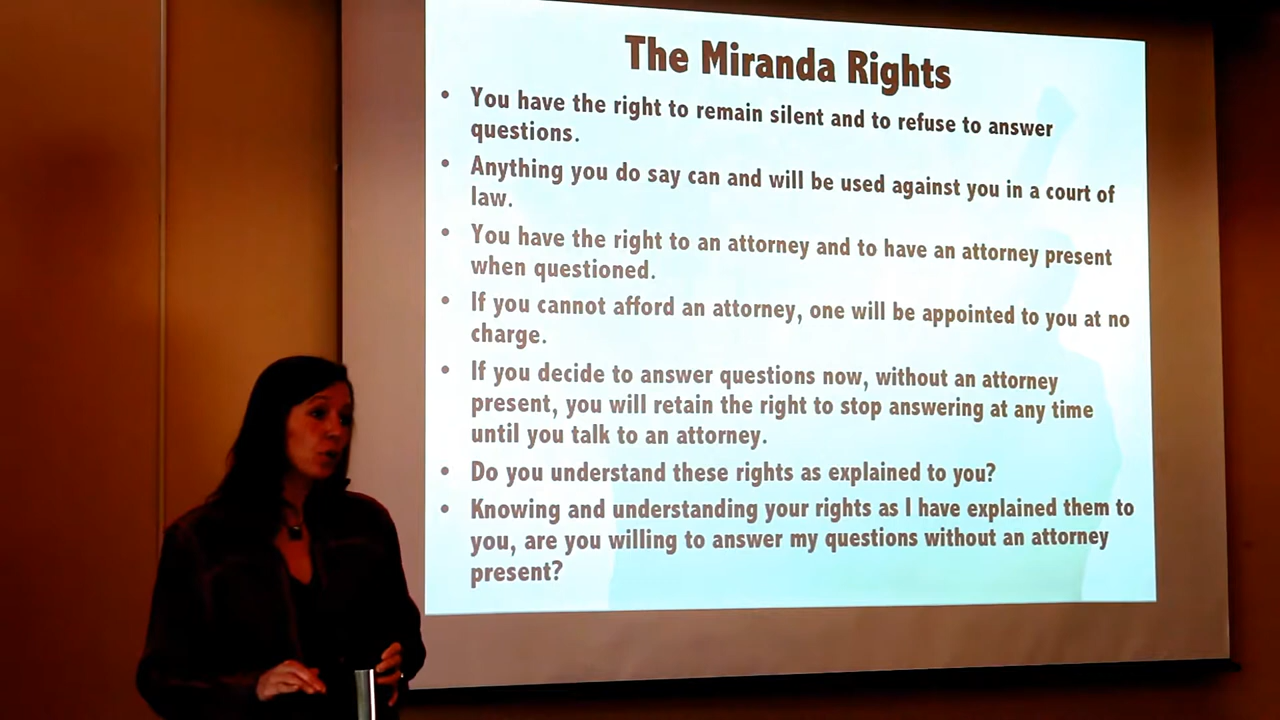 The Miranda Rights
• You have the right to remain silent and to refuse to answer
questions.
• Anything you do say can and will be used against you in a court of
law.
• You have the right to an attorney and to have an attorney present
when questioned.
• If you cannot afford an attorney, one will be appointed to you at no
charge.
• If you decide to answer questions now, without an attorney
present, you will retain the right to stop answering at any time
until you talk to an attorney.
• Do you understand these rights as explained to you?
• Knowing and understanding your rights as I have explained them to
you, are you willing to answer my questions without an attorney
present?